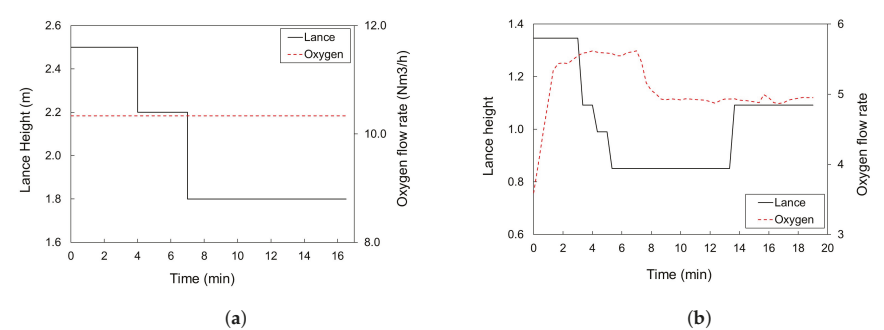 2.6
2.4
2.2
2.0
1.8
1.6
Lance Height (m)
0 2 4 6 8 10 12 14 16
Time (min)
12.0
10.0
8.0
Oxygen flow rate (Nm3/h)
Lance
Oxygen
(a)
1.4
1.2
1.0
0.8
0.6
Lance height
0 2 4 6 8 10 12 14 16 18 20
Time (min)
6
5
4
3
Oxygen flow rate
Lance
Oxygen
(b)